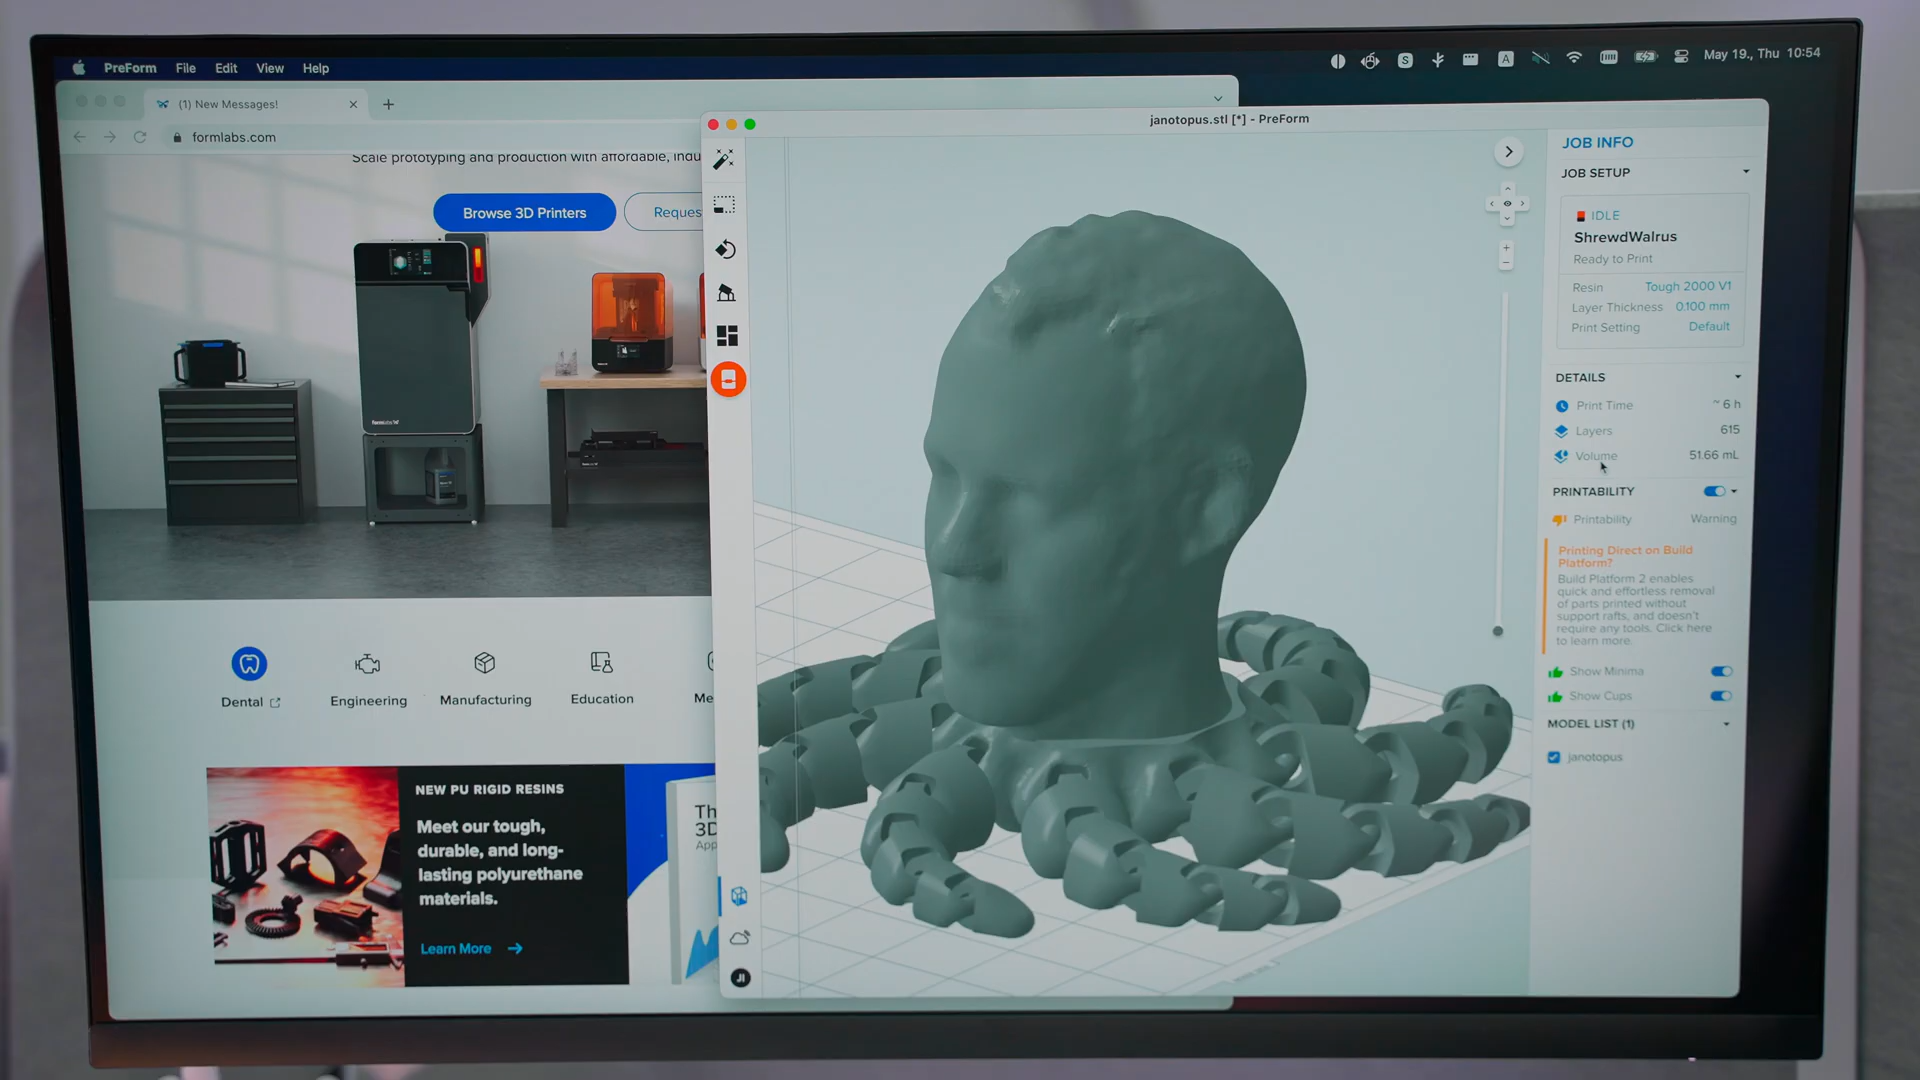 PreForm File Edit View Help
S
A
May 19., Thu 10:54
(1) New Messages!
formlabs.com
Scale prototyping and production with affordable,
Browse 3D Printers
Reques
formlabs
Dental
Engineering
Manufacturing
Education
Me
NEW PU RIGID RESINS
Meet our tough,
durable, and long-
lasting polyurethane
materials.
Learn More
Th
3D
App
janotopus.stl [*] - PreForm
JI
JOB INFO
JOB SETUP
IDLE
ShrewdWalrus
Ready to Print
Resin Tough 2000 V1
Layer Thickness 0.100 mm
Print Setting Default
DETAILS
Print Time ~ 6 h
Layers 615
Volume 51.66 mL
PRINTABILITY
Printability Warning
Printing Direct on Build
Platform?
Build Platform 2 enables
quick and effortless removal
of parts printed without
support rafts, and doesn't
require any tools. Click here
to learn more.
Show Minima
Show Cups
MODEL LIST (1)
janotopus